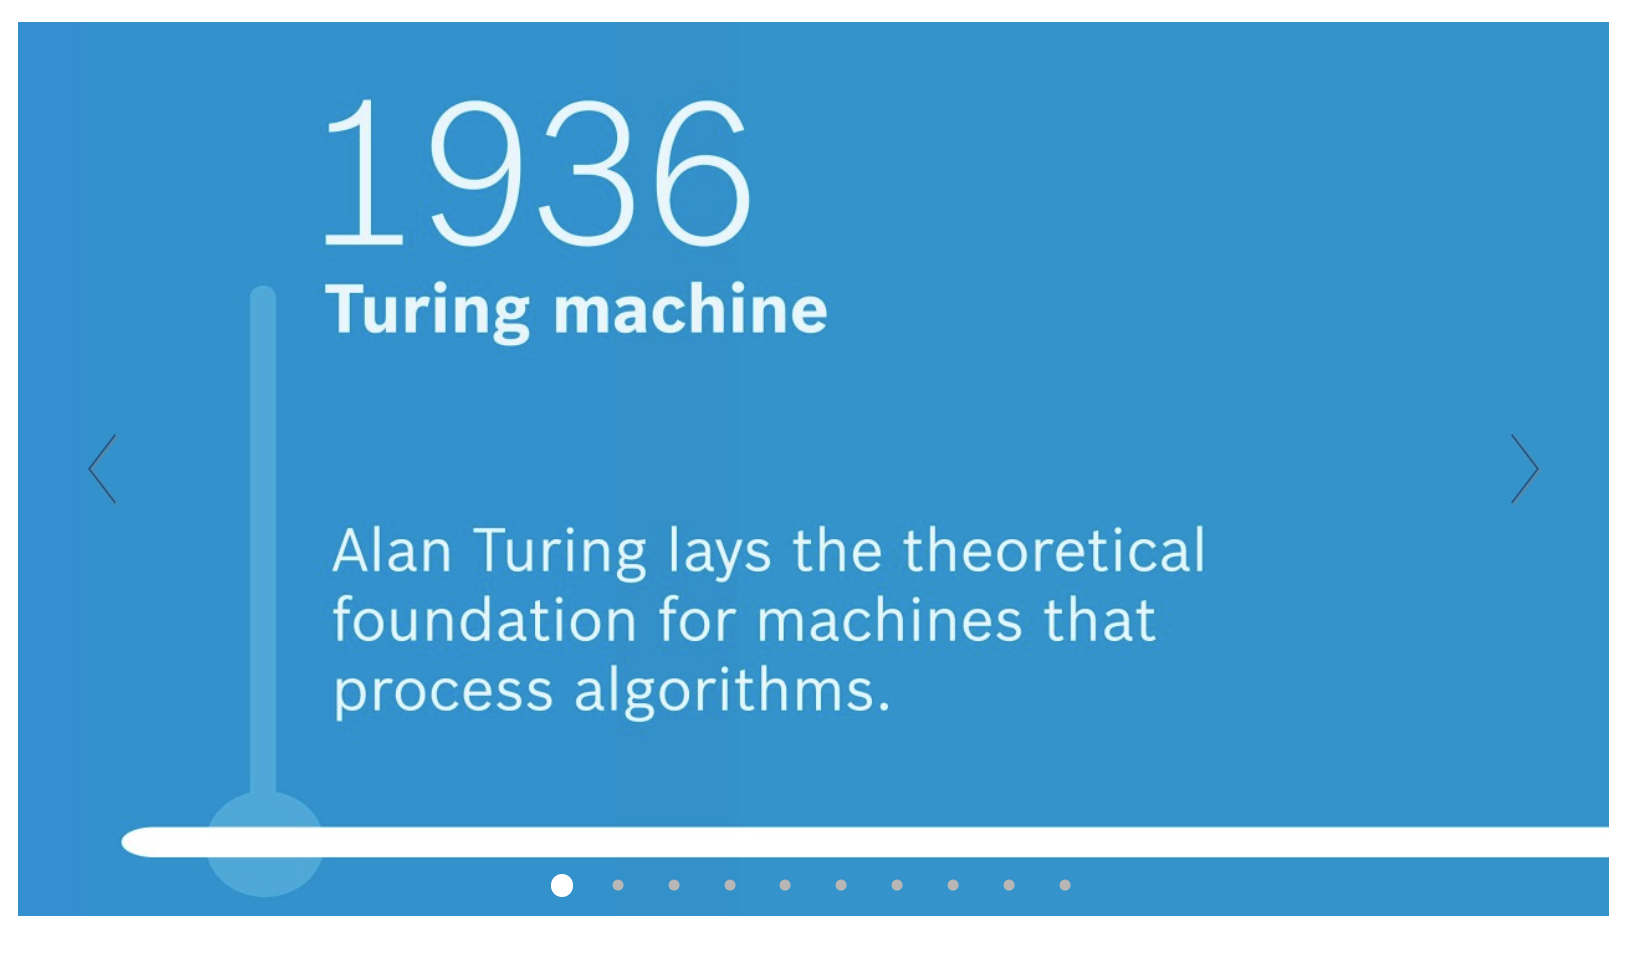 1936
Turing machine
Alan Turing lays the theoretical
foundation for machines that
process algorithms.